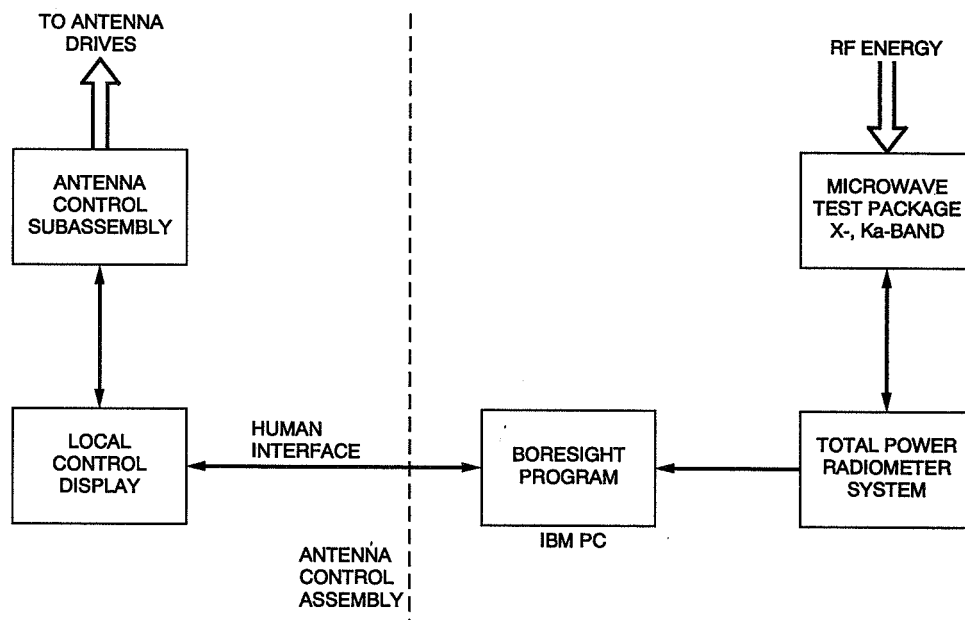 TO ANTENNA
DRIVES
RF ENERGY
ANTENNA
CONTROL
SUBASSEMBLY
MICROWAVE
TEST PACKAGE
X-, Ka-BAND
LOCAL
CONTROL
DISPLAY
HUMAN
INTERFACE
BORESIGHT
PROGRAM
IBM PC
TOTAL POWER
RADIOMETER
SYSTEM
ANTENNA
CONTROL
ASSEMBLY